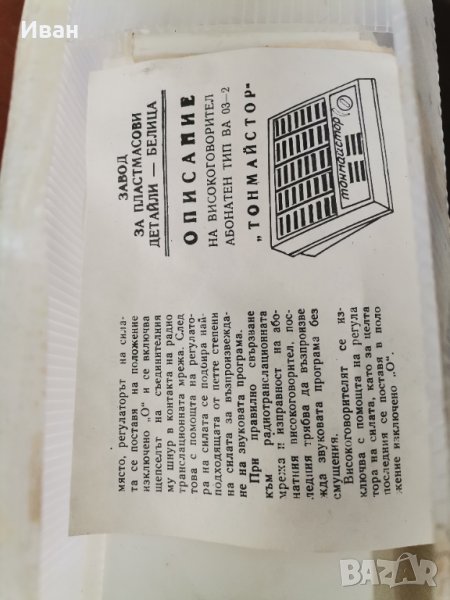 Иван
ЗАВОД
ЗА ПЛАСТМАСОВИ
ДЕТАЙЛИ — БЕЛИЦА
ОПИСАНИЕ
НА ВИСОКОГОВОРИТЕЛ
АБОНАТЕН ТИП ВА 03—2
„ТОНМАЙСТОР"
тонмайстор
място, регулаторът на сила-
та се поставя на положение
изключено „О" и се включва
щепселът на съединителния
му шнур в контакта на радио
транслационната мрежа. След
това с помощта на регулато-
ра на силата се подбира най-
подходящата от петте степени
на силата за възпроизвежда-
не на звуковата програма.
При правилно свързване
към радиотранслационната
мрежа и изправност на або-
натния високоговорител, пос-
ледния трябва да възпроизве
жда звуковата програма без
смущения.
Високоговорителят се из-
ключва с помощта на регула
тора на силата, като за целта
последния се поставя в поло
жение изключено „О".
BAZAR